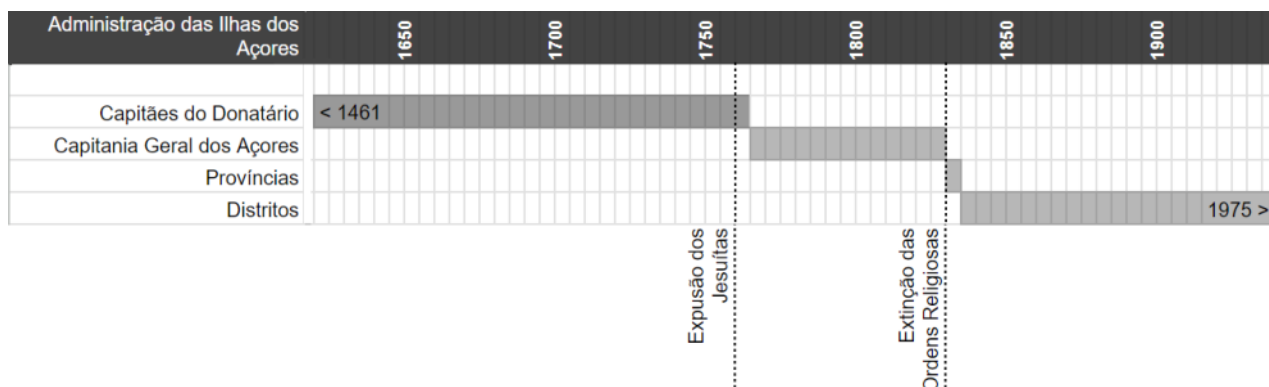 Administração das Ilhas dos
Açores
1650
1700
1750
1800
1850
1900
Capitães do Donatário
< 1461
Capitania Geral dos Açores
Províncias
Distritos
1975 >
Expusão dos
Jesuítas
Extinção das
Ordens Religiosas